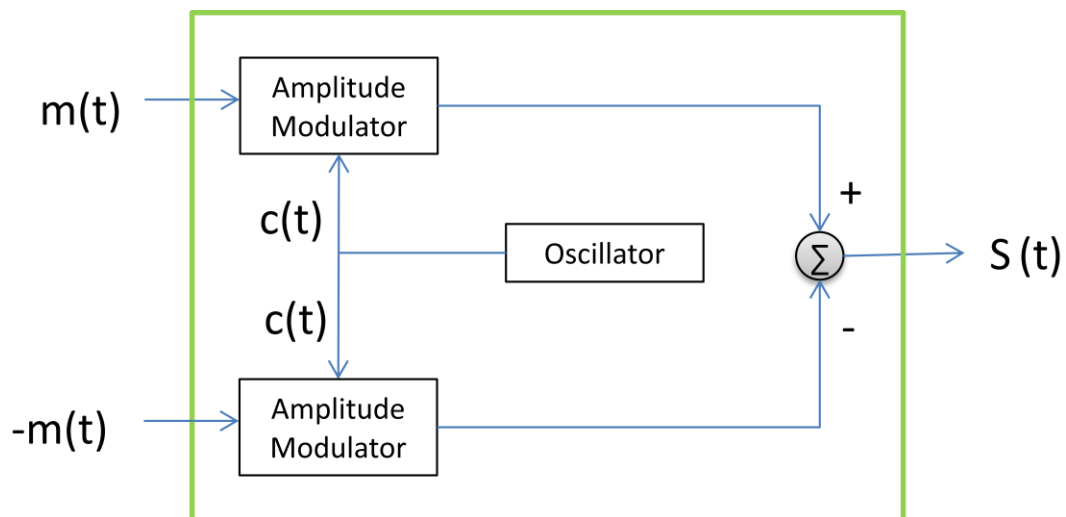 m(t)
Amplitude
Modulator
c(t)
Oscillator
+
∑
S (t)
c(t)
-
-m(t)
Amplitude
Modulator